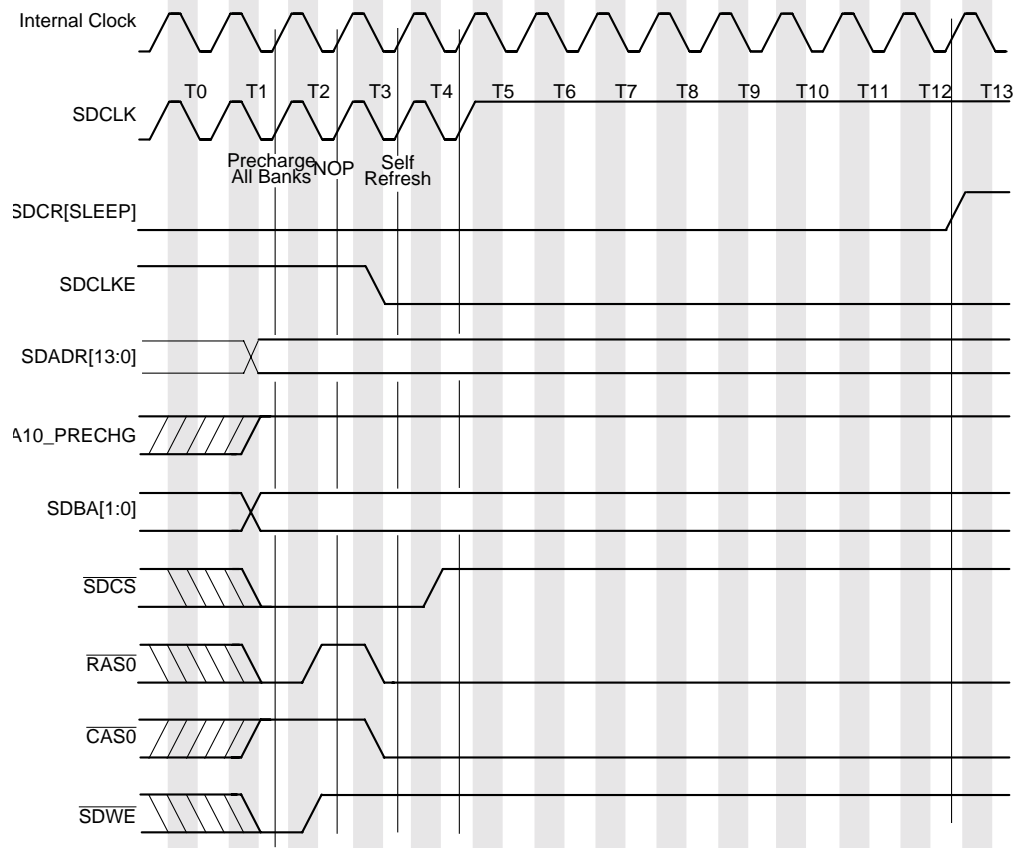 Internal Clock
T0 T1 T2 T3 T4 T5 T6 T7 T8 T9 T10 T11 T12 T13
SDCLK
Precharge
All Banks
NOP
Self
Refresh
SDCR[SLEEP]
SDCLKE
SDADR[13:0]
A10_PRECHG
SDBA[1:0]
SDCS
RAS0
CAS0
SDWE